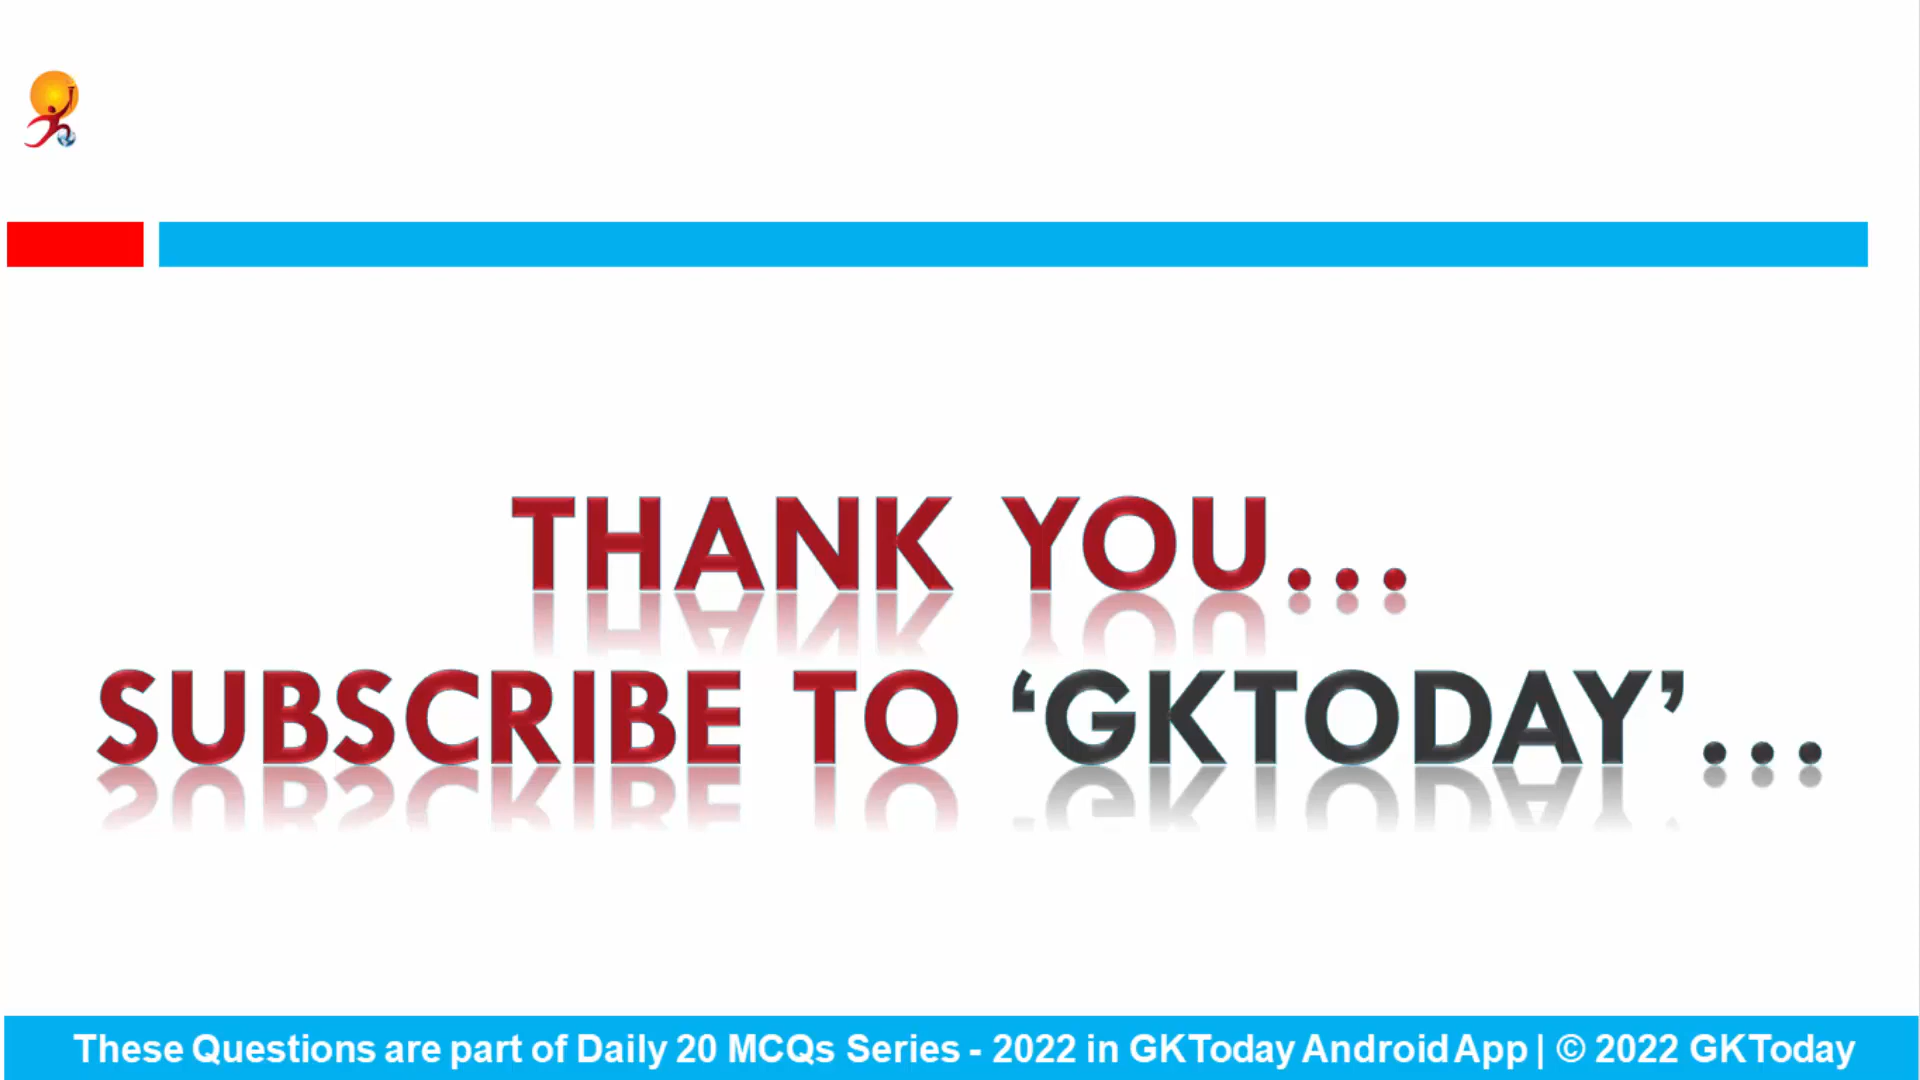 THANK YOU...
SUBSCRIBE TO ‘GKTODAY’...
These Questions are part of Daily 20 MCQs Series - 2022 in GKToday Android App | © 2022 GKToday